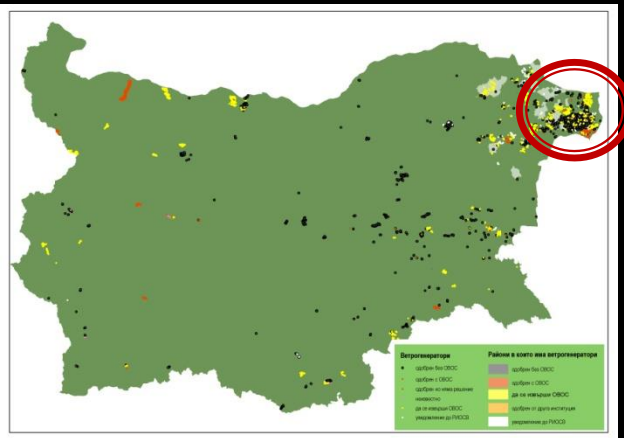 Ветрогенератори
одобрен без ОВОС
одобрен с ОВОС
одобрен но няма решение
неизвестно
да се извърши ОВОС
уведомление до РИОСВ
Райони в които има ветрогенератори
одобрен без ОВОС
одобрен с ОВОС
да се извърши ОВОС
одобрен от друга институция
уведомление до РИОСВ